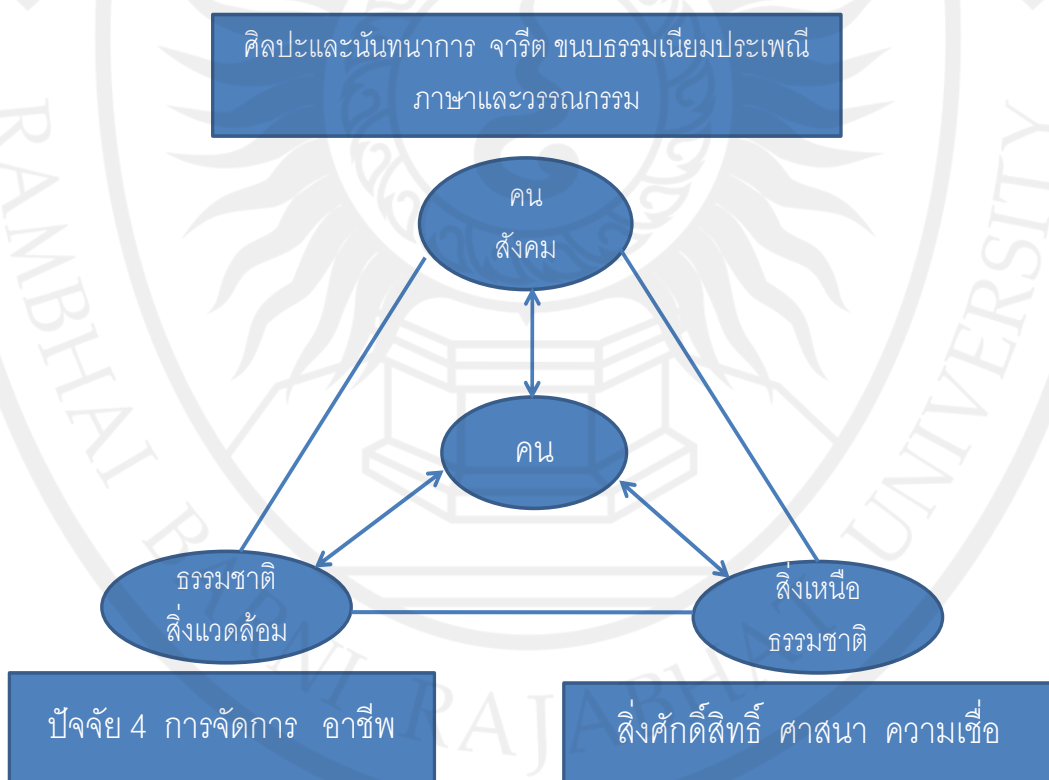 ศิลปะและนันทนาการ จารีต ขนบธรรมเนียมประเพณี
ภาษาและวรรณกรรม
คน
สังคม
คน
ธรรมชาติ
สิ่งแวดล้อม
สิ่งเหนือ
ธรรมชาติ
ปัจจัย 4 การจัดการ อาชีพ
สิ่งศักดิ์สิทธิ์ ศาสนา ความเชื่อ
RAMBHAI BARNI RAJABHAT UNIVERSITY